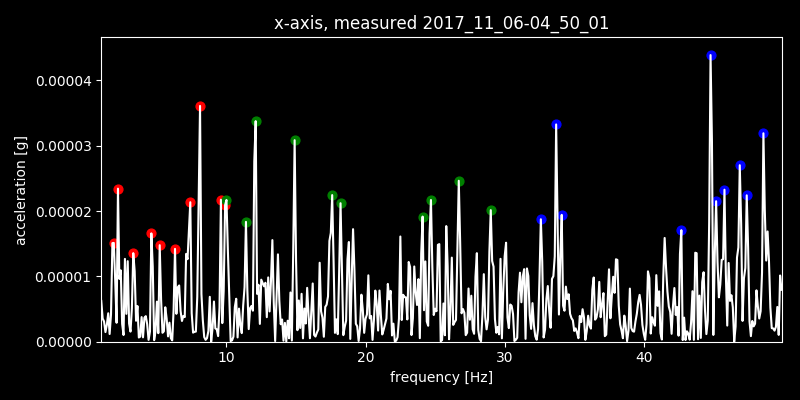 x-axis, measured 2017_11_06-04_50_01
0.00004
0.00003
0.00002
0.00001
0.00000
acceleration [g]
10 20 30 40
frequency [Hz]